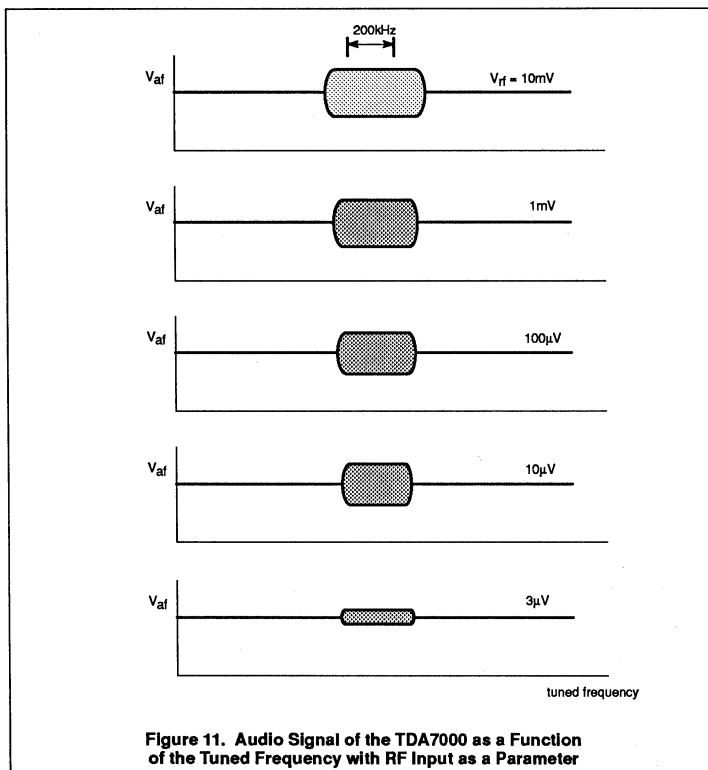 200kHz
Vaf
Vrf = 10mV
Vaf
1mV
Vaf
100µV
Vaf
10µV
Vaf
3µV
tuned frequency
Figure 11. Audio Signal of the TDA7000 as a Function
of the Tuned Frequency with RF Input as a Parameter